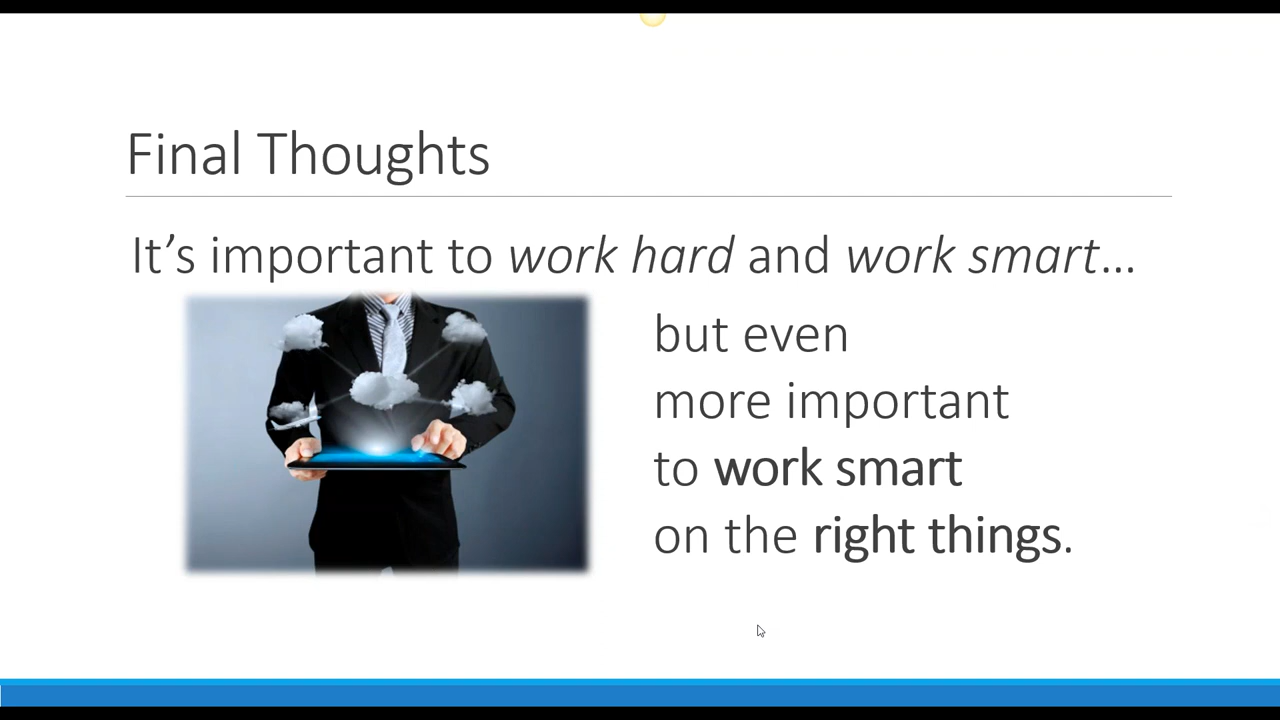 Final Thoughts
It’s important to work hard and work smart…
but even
more important
to work smart
on the right things.